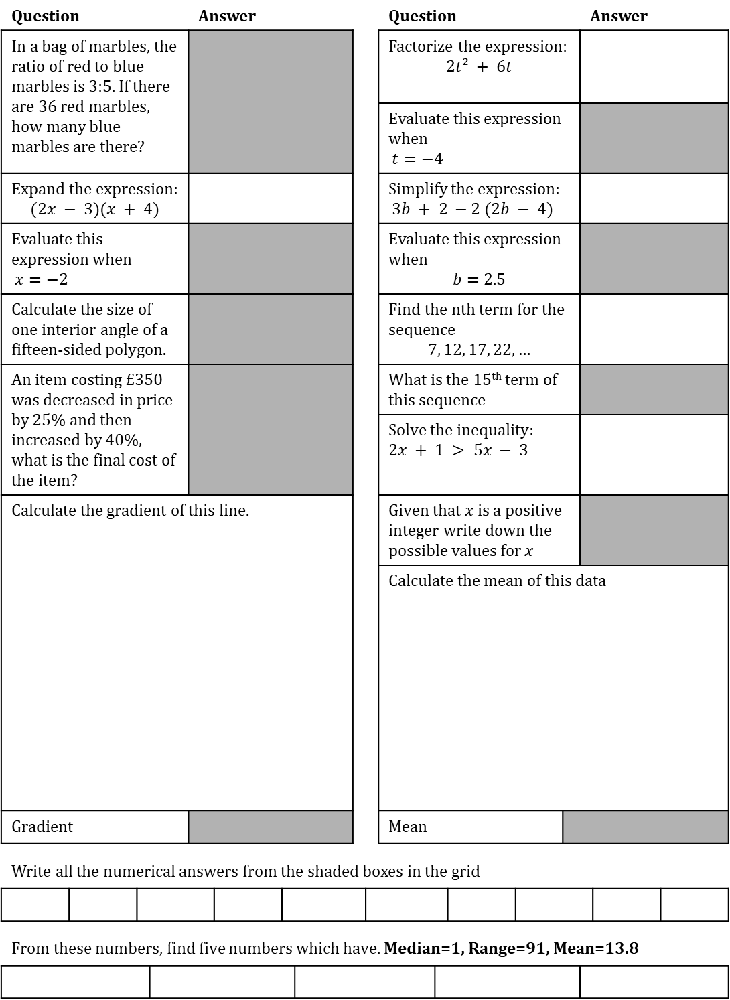 Question Answer
In a bag of marbles, the
ratio of red to blue
marbles is 3:5. If there
are 36 red marbles,
how many blue
marbles are there?
Expand the expression:
(2x − 3)(x + 4)
Evaluate this
expression when
x = −2
Calculate the size of
one interior angle of a
fifteen-sided polygon.
An item costing £350
was decreased in price
by 25% and then
increased by 40%,
what is the final cost of
the item?
Calculate the gradient of this line.
Gradient
Question Answer
Factorize the expression:
2t² + 6t
Evaluate this expression
when
t = −4
Simplify the expression:
3b + 2 − 2 (2b − 4)
Evaluate this expression
when
b = 2.5
Find the nth term for the
sequence
7, 12, 17, 22, ...
What is the 15th term of
this sequence
Solve the inequality:
2x + 1 > 5x − 3
Given that x is a positive
integer write down the
possible values for x
Calculate the mean of this data
Mean
Write all the numerical answers from the shaded boxes in the grid
From these numbers, find five numbers which have. Median=1, Range=91, Mean=13.8